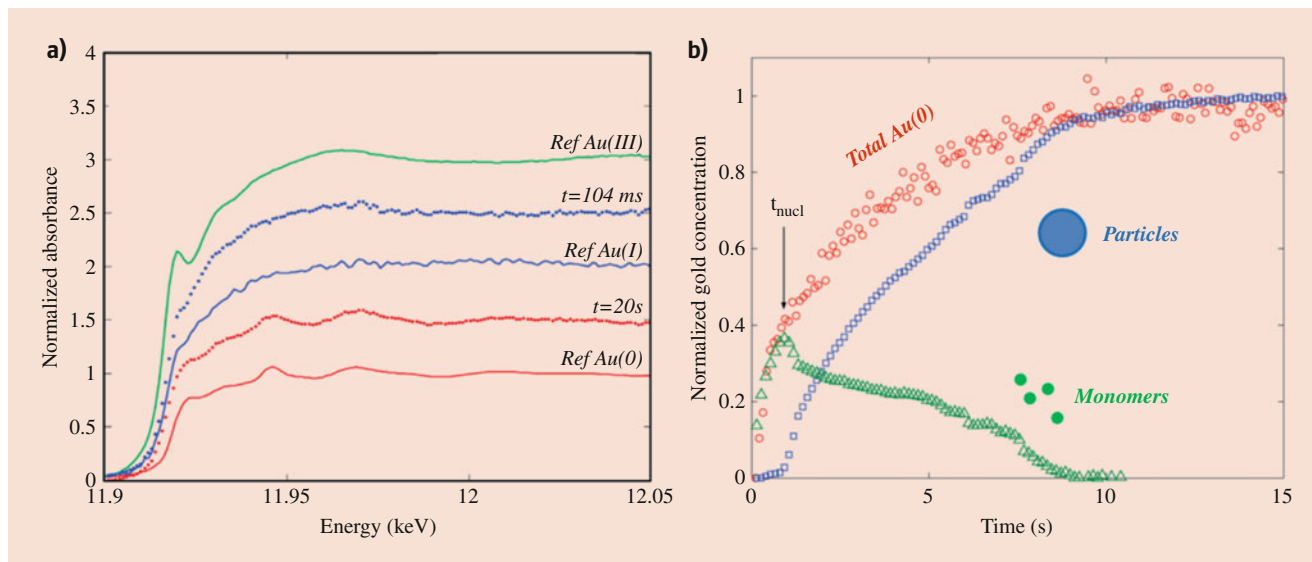 a)
4
3.5
3
2.5
2
1.5
1
0.5
0
Normalized absorbance
Ref Au(III)
t=104 ms
Ref Au(I)
t=20s
Ref Au(0)
11.9
11.95
12
12.05
Energy (keV)
b)
1
0.8
0.6
0.4
0.2
0
Normalized gold concentration
Total Au(0)
tnucl
Particles
Monomers
0
5
10
15
Time (s)